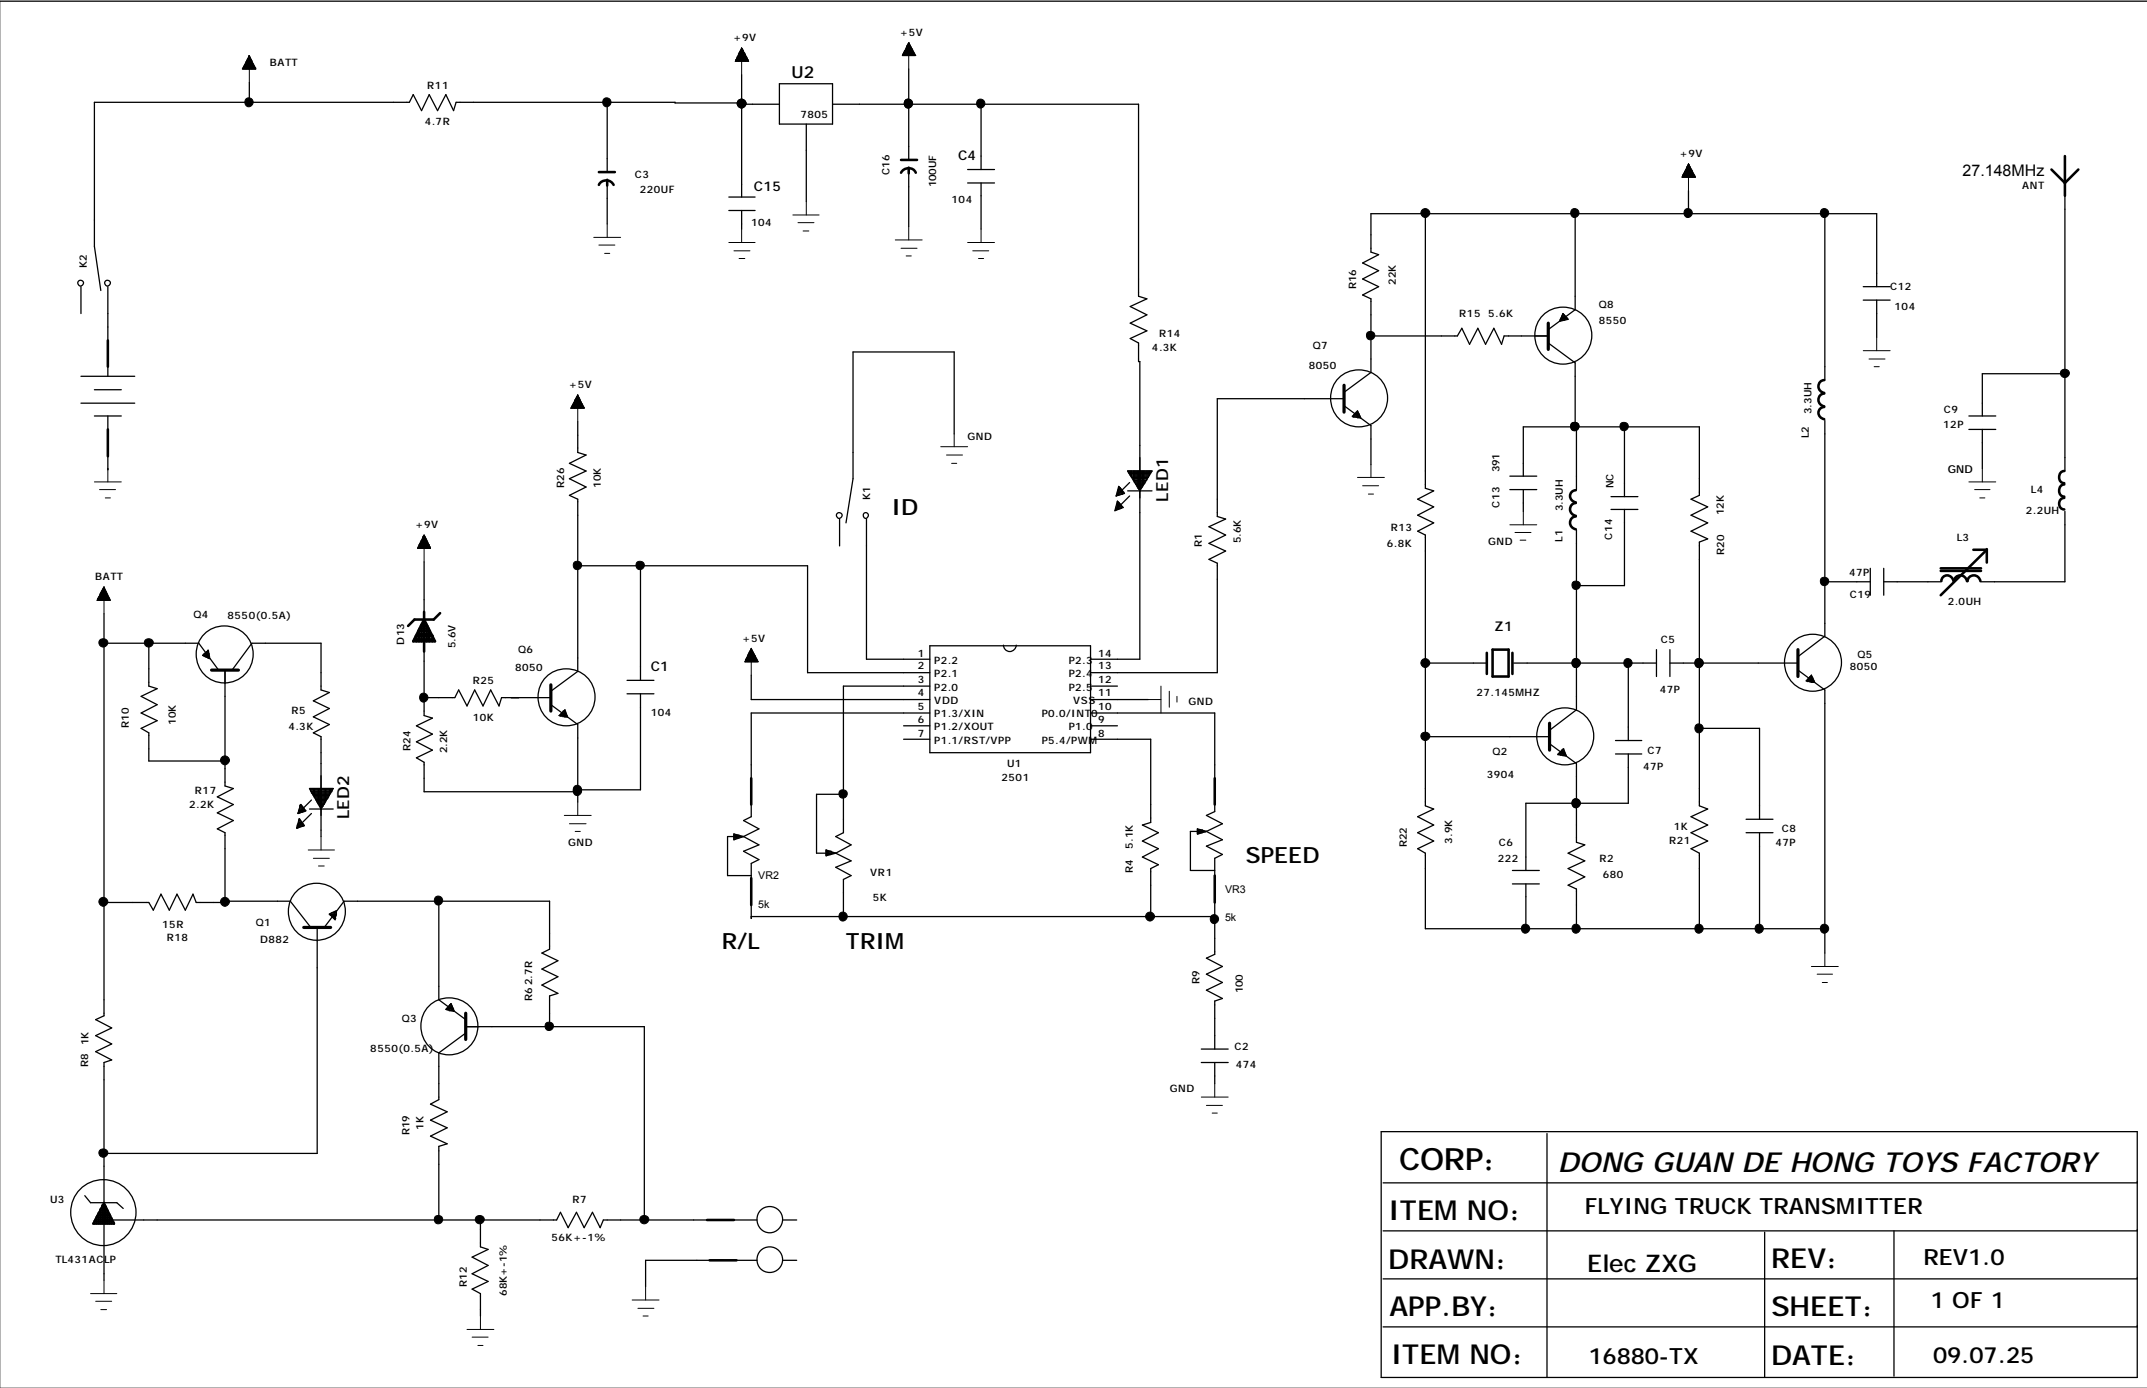 BATT
R11
4.7R
C3
220UF
+9V
C15
104
U2
7805
+5V
C16
100UF
C4
104
K2
R14
4.3K
LED1
+5V
R26
10K
K1
ID
GND
+9V
D13
5.6V
Q6
8050
R25
10K
R24
2.2K
C1
104
GND
BATT
Q4
8550(0.5A)
R10
10K
R5
4.3K
LED2
R17
2.2K
15R
R18
Q1
D882
R6 2.7R
Q3
8550(0.5A)
R8 1K
R19
1K
U3
TL431ACLP
R7
56K+-1%
R12
68K+-1%
+5V
1 P2.2
2 P2.1
3 P2.0
4 VDD
5 P1.3/XIN
6 P1.2/XOUT
7 P1.1/RST/VPP
P2.3 14
P2.4 13
P2.5 12
VSS 11
P0.0/INT0 10
P1.0 9
P5.4/PWM 8
U1
2501
GND
VR2
5k
R/L
VR1
5K
TRIM
R4 5.1K
VR3
5k
SPEED
R9
100
C2
474
GND
R1
5.6K
Q7
8050
R16
22K
R15 5.6K
Q8
8550
+9V
C12
104
27.148MHz
ANT
C9
12P
GND
L4
2.2UH
L3
2.0UH
47P
C19
L2
3.3UH
C13 391
GND
L1 3.3UH
C14 NC
R20 12K
R13
6.8K
Z1
27.145MHZ
C5
47P
Q5
8050
Q2
3904
C7
47P
R22
3.9K
C6
222
R2
680
1K
R21
C8
47P
CORP: DONG GUAN DE HONG TOYS FACTORY
ITEM NO: FLYING TRUCK TRANSMITTER
DRAWN: Elec ZXG REV: REV1.0
APP.BY: SHEET: 1 OF 1
ITEM NO: 16880-TX DATE: 09.07.25